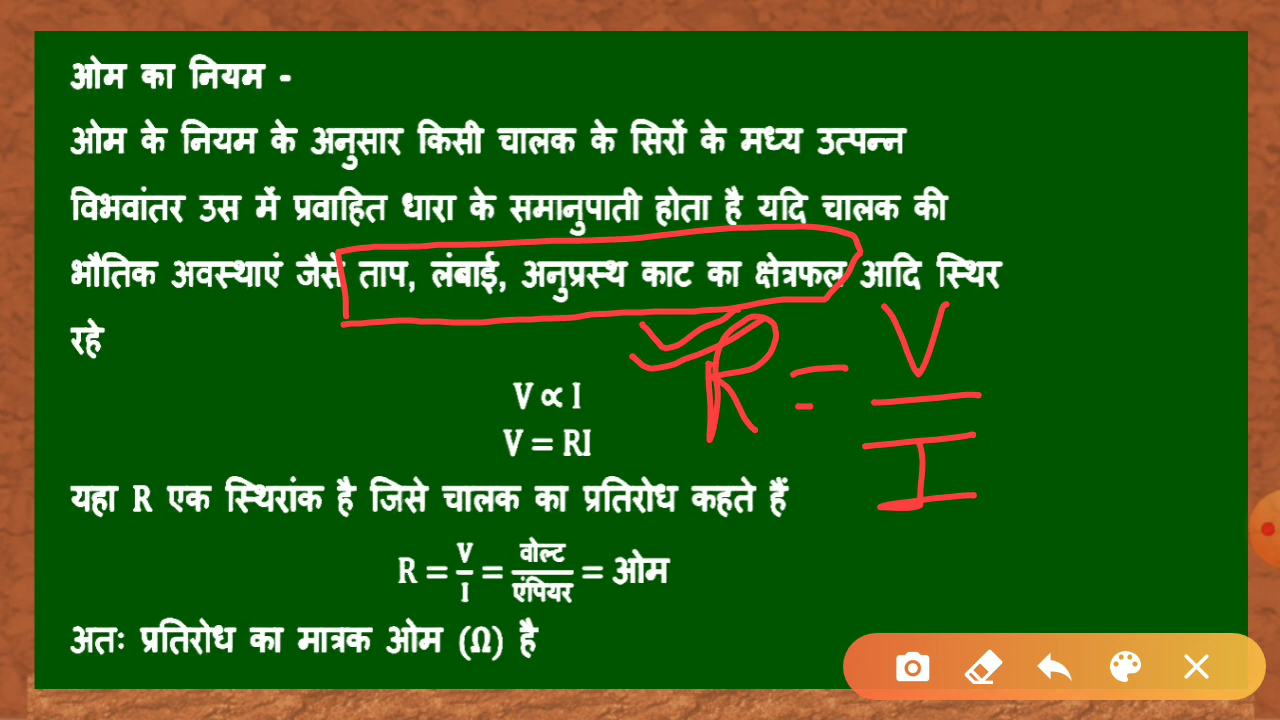 ओम का नियम -
ओम के नियम के अनुसार किसी चालक के सिरों के मध्य उत्पन्न
विभवांतर उस में प्रवाहित धारा के समानुपाती होता है यदि चालक की
भौतिक अवस्थाएं जैसे ताप, लंबाई, अनुप्रस्थ काट का क्षेत्रफल आदि स्थिर
रहे
V ∝ I
V = RI
R = V/I
यहा R एक स्थिरांक है जिसे चालक का प्रतिरोध कहते हैं
R = V/I = वोल्ट/एंपियर = ओम
अतः प्रतिरोध का मात्रक ओम (Ω) है